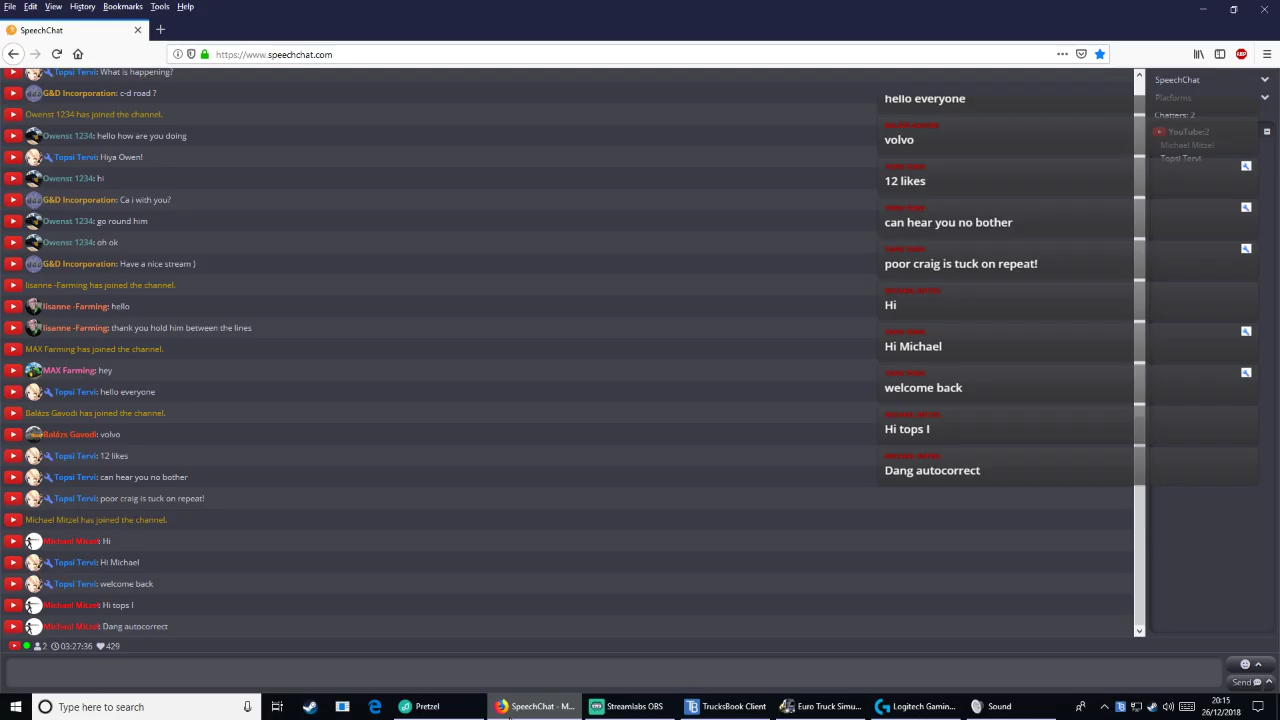 File Edit View History Bookmarks Tools Help
SpeechChat
https://www.speechchat.com
Topsi Tervi: What is happening?
G&D Incorporation: c-d road ?
Owenst 1234 has joined the channel.
Owenst 1234: hello how are you doing
Topsi Tervi: Hiya Owen!
Owenst 1234: hi
G&D Incorporation: Ca i with you?
Owenst 1234: go round him
Owenst 1234: oh ok
G&D Incorporation: Have a nice stream )
lisanne -Farming has joined the channel.
lisanne -Farming: hello
lisanne -Farming: thank you hold him between the lines
MAX Farming has joined the channel.
MAX Farming: hey
Topsi Tervi: hello everyone
Balázs Gavodi has joined the channel.
Balázs Gavodi: volvo
Topsi Tervi: 12 likes
Topsi Tervi: can hear you no bother
Topsi Tervi: poor craig is tuck on repeat!
Michael Mitzel has joined the channel.
Michael Mitzel: Hi
Topsi Tervi: Hi Michael
Topsi Tervi: welcome back
Michael Mitzel: Hi tops I
Michael Mitzel: Dang autocorrect
2 03:27:36 429
hello everyone
volvo
12 likes
can hear you no bother
poor craig is tuck on repeat!
Hi
Hi Michael
welcome back
Hi tops I
Dang autocorrect
SpeechChat
Platforms
Chatters: 2
YouTube:2
Michael Mitzel
Topsi Tervi
Send
Type here to search
Pretzel
SpeechChat - M...
Streamlabs OBS
TrucksBook Client
Euro Truck Simu...
Logitech Gamin...
Sound
20:15
26/12/2018